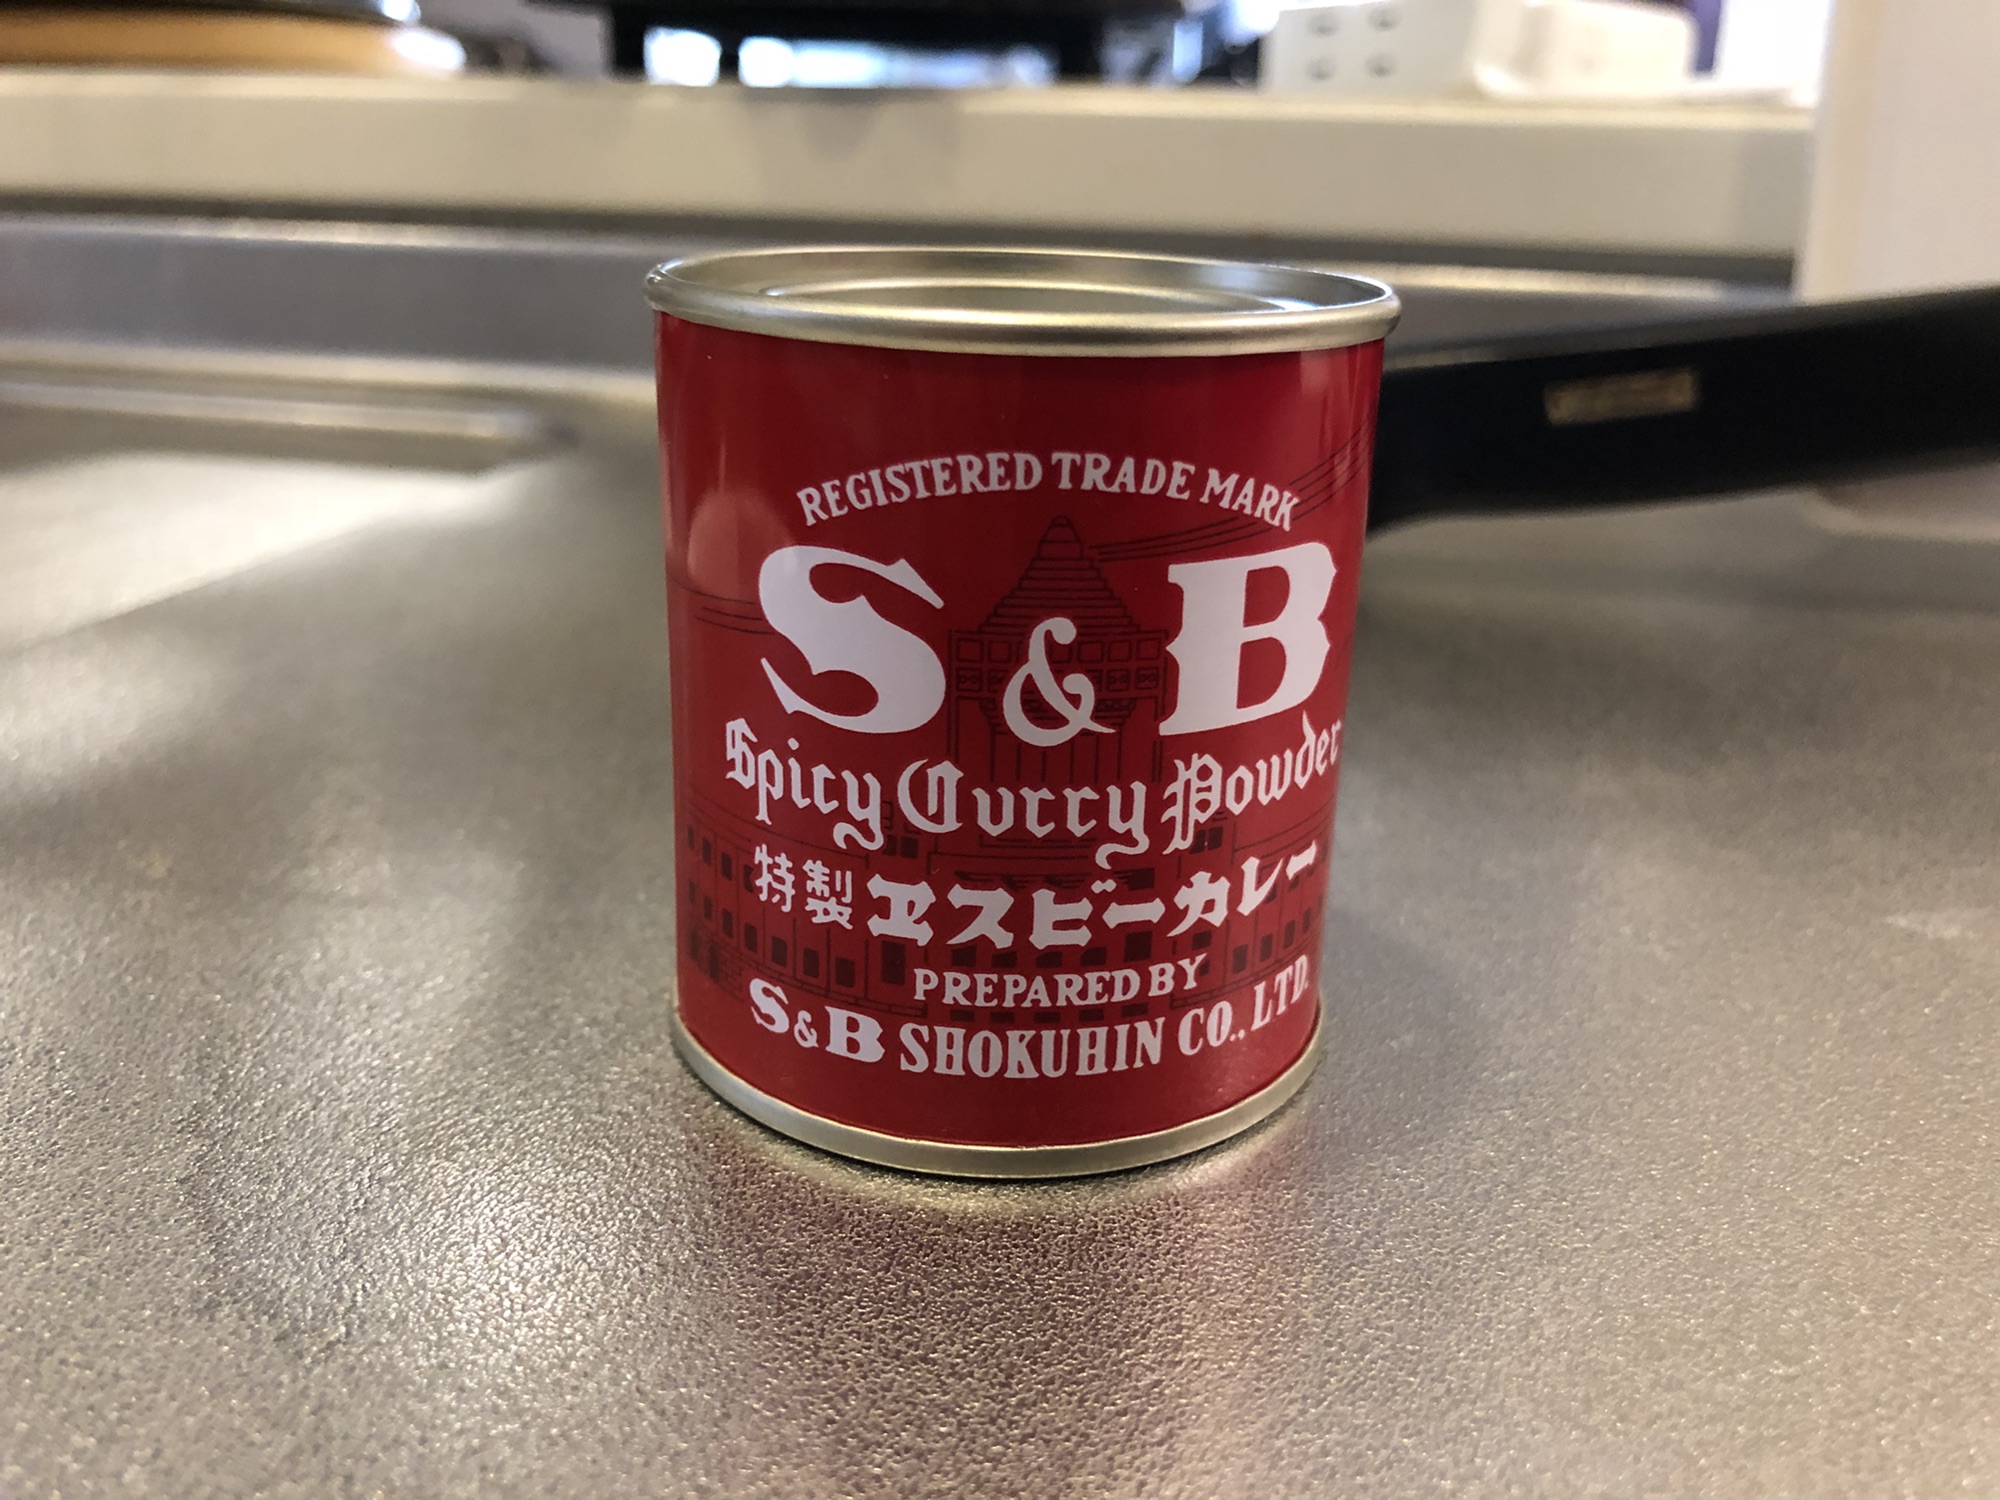 REGISTERED TRADE MARK
S & B
Spicy Curry Powder
特製ヱスビーカレー
PREPARED BY
S&B SHOKUHIN CO., LTD.